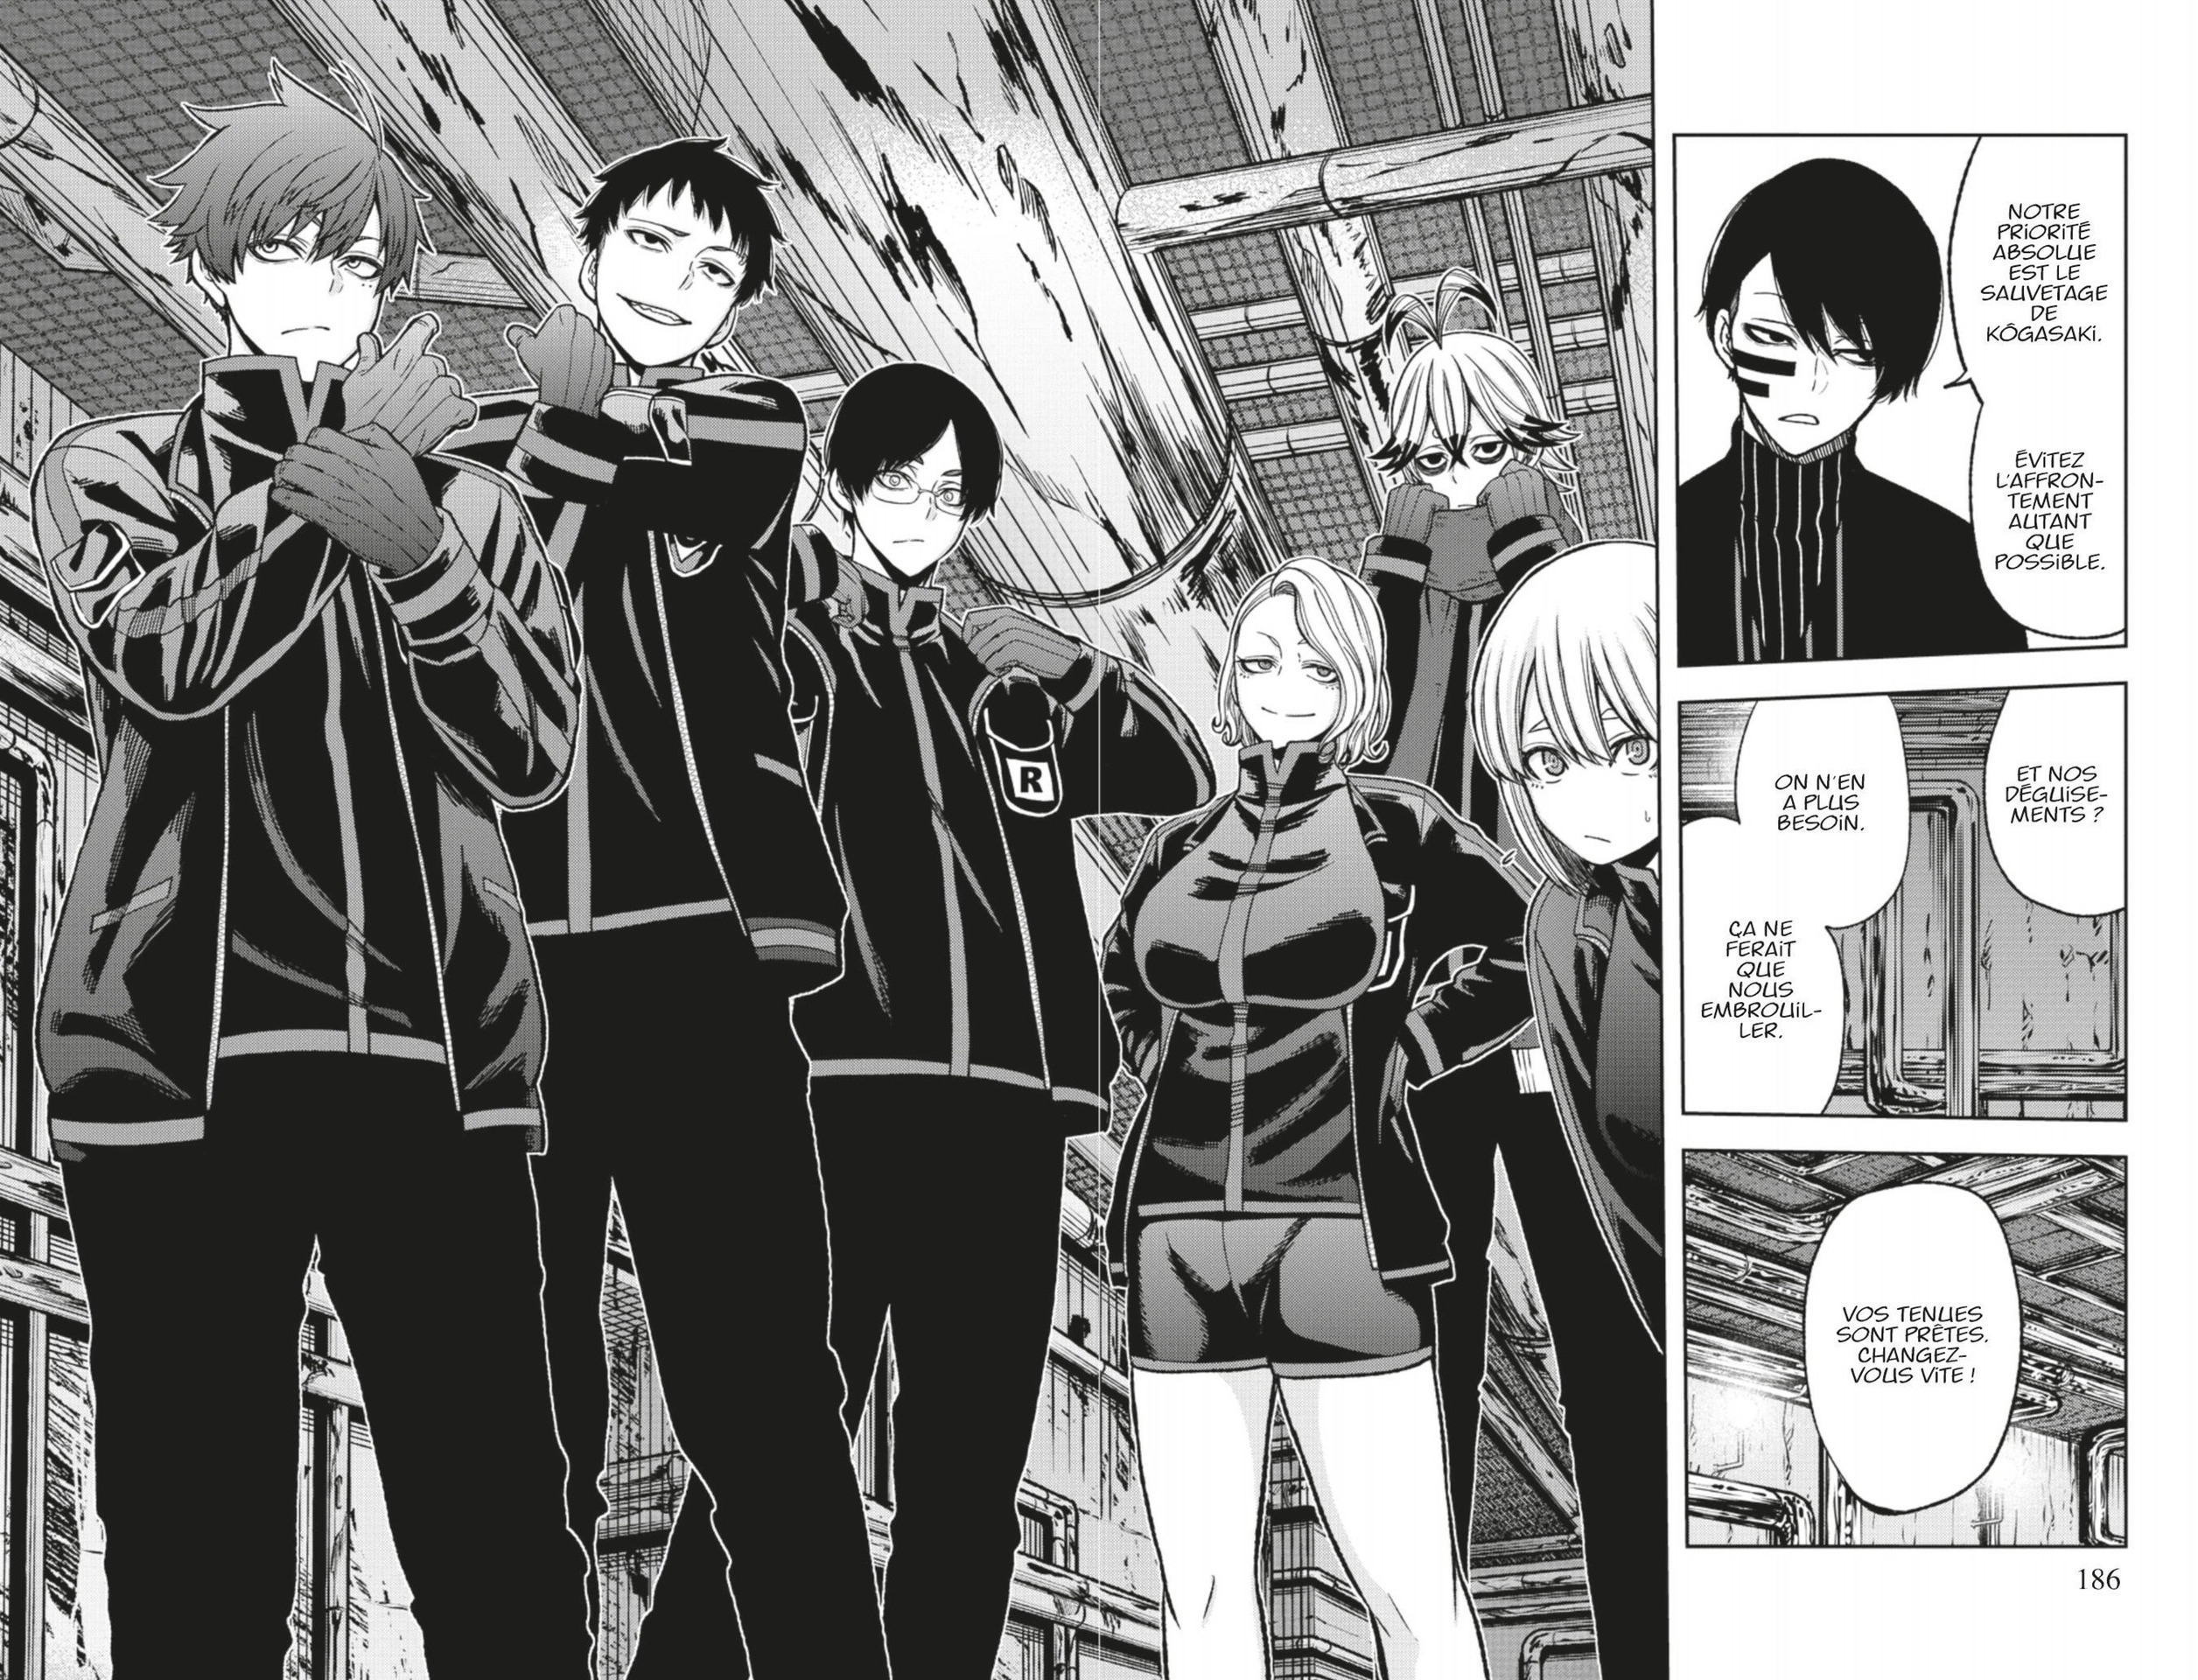 NOTRE
PRIORITÉ
ABSOLUE
EST LE
SAUVETAGE
DE
KÔGASAKI.
ÉVITEZ
L'AFFRON-
TEMENT
AUTANT
QUE
POSSIBLE.
ET NOS
DÉGUISE-
MENTS ?
ON N'EN
A PLUS
BESOIN.
ÇA NE
FERAIT
QUE
NOUS
EMBROUIL-
LER.
VOS TENUES
SONT PRÊTES.
CHANGEZ-
VOUS VITE !
R
186